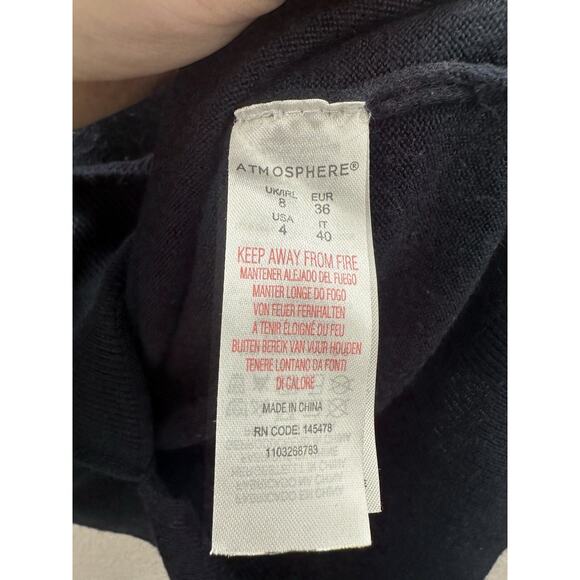 ATMOSPHERE®
UK/IRL EUR
8 36
USA IT
4 40
KEEP AWAY FROM FIRE
MANTENER ALEJADO DEL FUEGO
MANTER LONGE DO FOGO
VON FEUER FERNHALTEN
A TENIR ÉLOIGNÉ DU FEU
BUITEN BEREIK VAN VUUR HOUDEN
TENERE LONTANO DA FONTI
DI CALORE
MADE IN CHINA
RN CODE: 145478
1103268783